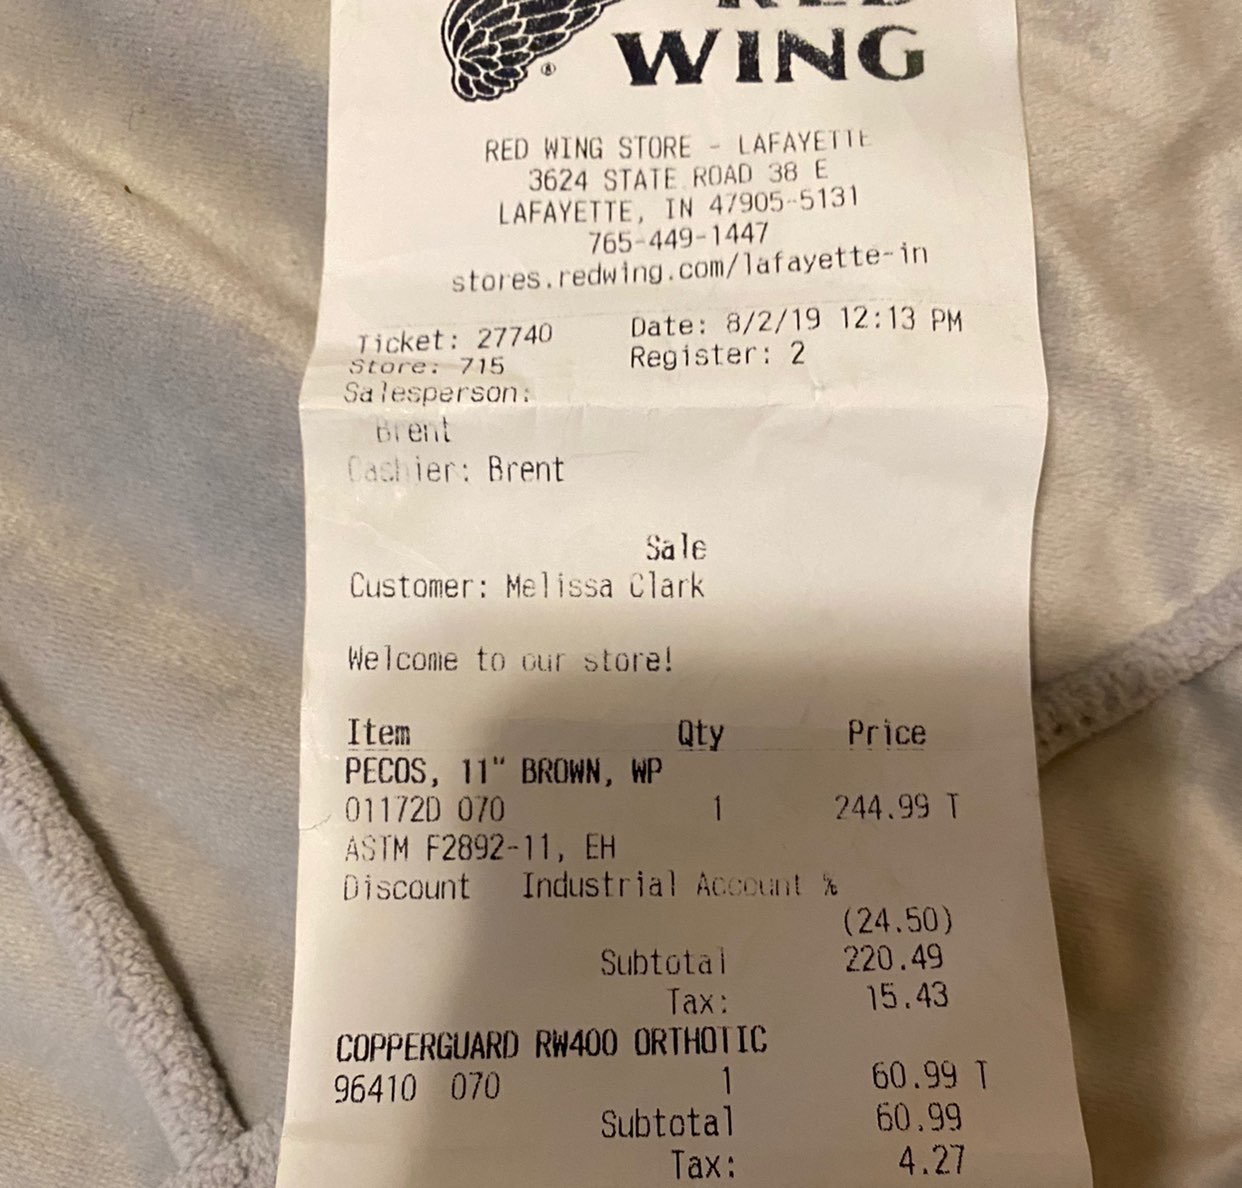 RED
WING
®
RED WING STORE - LAFAYETTE
3624 STATE ROAD 38 E
LAFAYETTE, IN 47905-5131
765-449-1447
stores.redwing.com/lafayette-in
Ticket: 27740 Date: 8/2/19 12:13 PM
Store: 715 Register: 2
Salesperson:
Brent
Cashier: Brent
Sale
Customer: Melissa Clark
Welcome to our store!
Item Qty Price
PECOS, 11" BROWN, WP
01172D 070 1 244.99 T
ASTM F2892-11, EH
Discount Industrial Account %
(24.50)
Subtotal 220.49
Tax: 15.43
COPPERGUARD RW400 ORTHOTIC
96410 070 1 60.99 T
Subtotal 60.99
Tax: 4.27